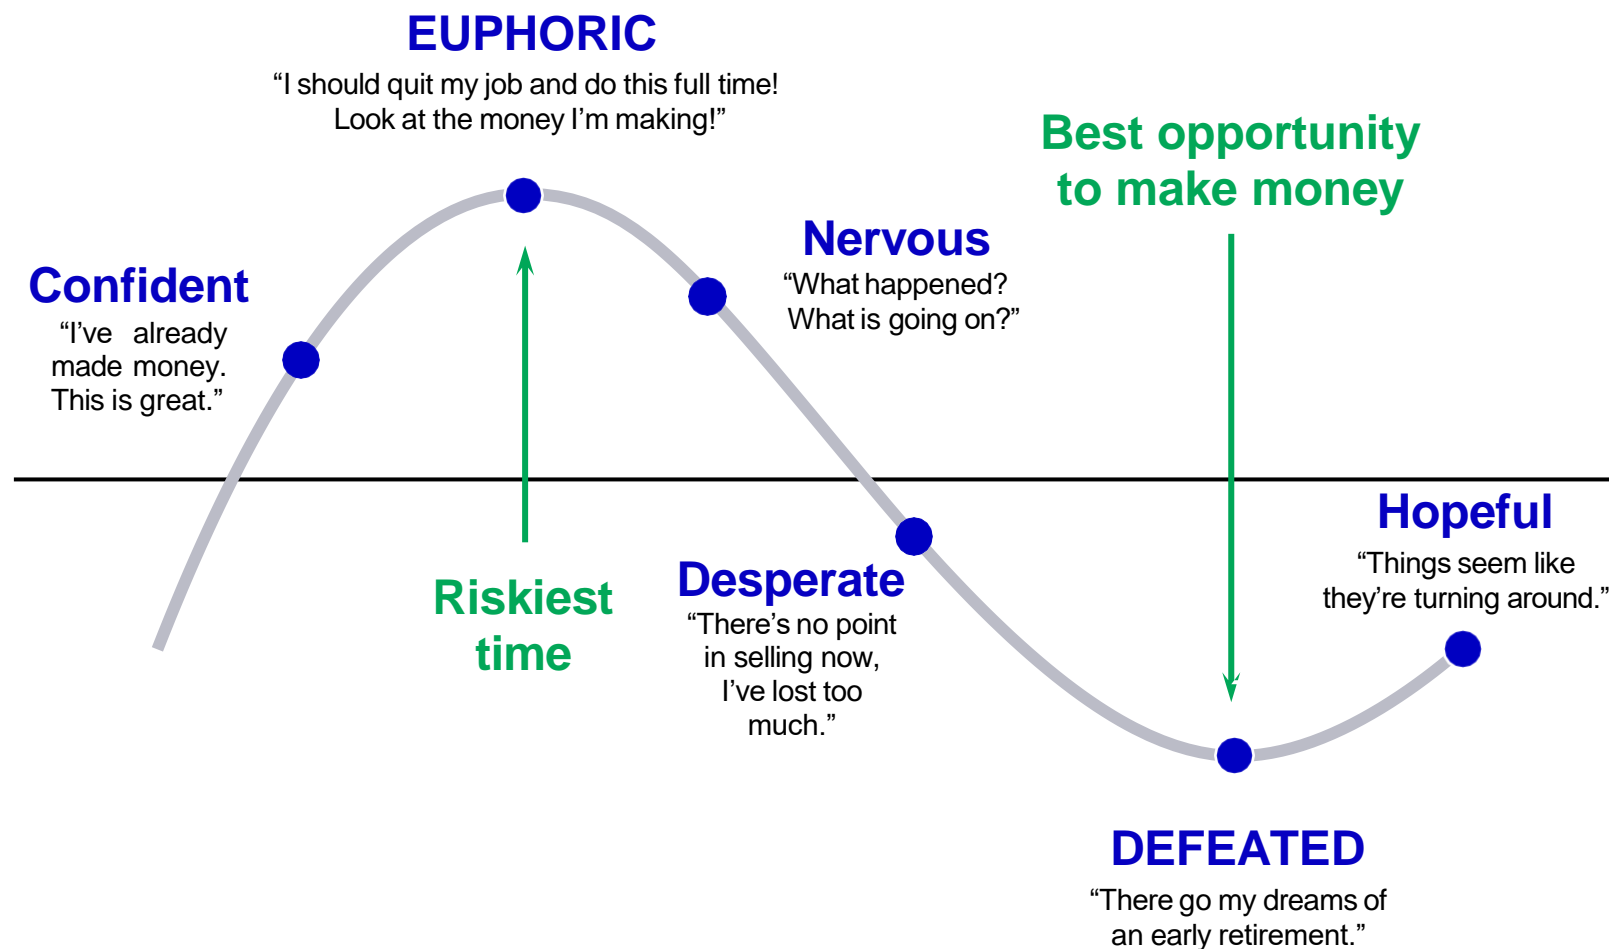 EUPHORIC
“I should quit my job and do this full time!
Look at the money I’m making!”
Best opportunity
to make money
Nervous
“What happened?
What is going on?”
Confident
“I’ve already
made money.
This is great.”
Hopeful
“Things seem like
they’re turning around.”
Riskiest
time
Desperate
“There’s no point
in selling now,
I’ve lost too
much.”
DEFEATED
“There go my dreams of
an early retirement.”